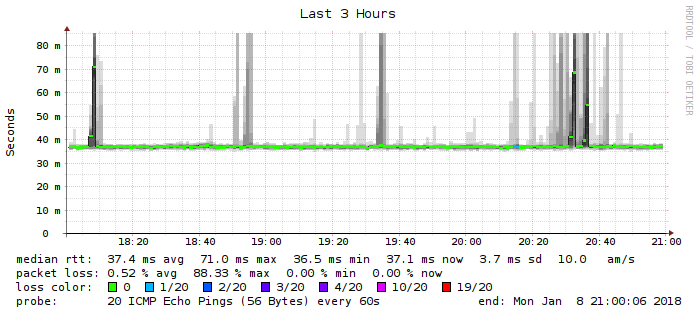 Last 3 Hours
RRDTOOL / TOBI OETIKER
Seconds
80 m
70 m
60 m
50 m
40 m
30 m
20 m
10 m
0
18:20 18:40 19:00 19:20 19:40 20:00 20:20 20:40 21:00
median rtt: 37.4 ms avg 71.0 ms max 36.5 ms min 37.1 ms now 3.7 ms sd 10.0 am/s
packet loss: 0.52 % avg 88.33 % max 0.00 % min 0.00 % now
loss color: 0 1/20 2/20 3/20 4/20 10/20 19/20
probe: 20 ICMP Echo Pings (56 Bytes) every 60s end: Mon Jan 8 21:00:06 2018